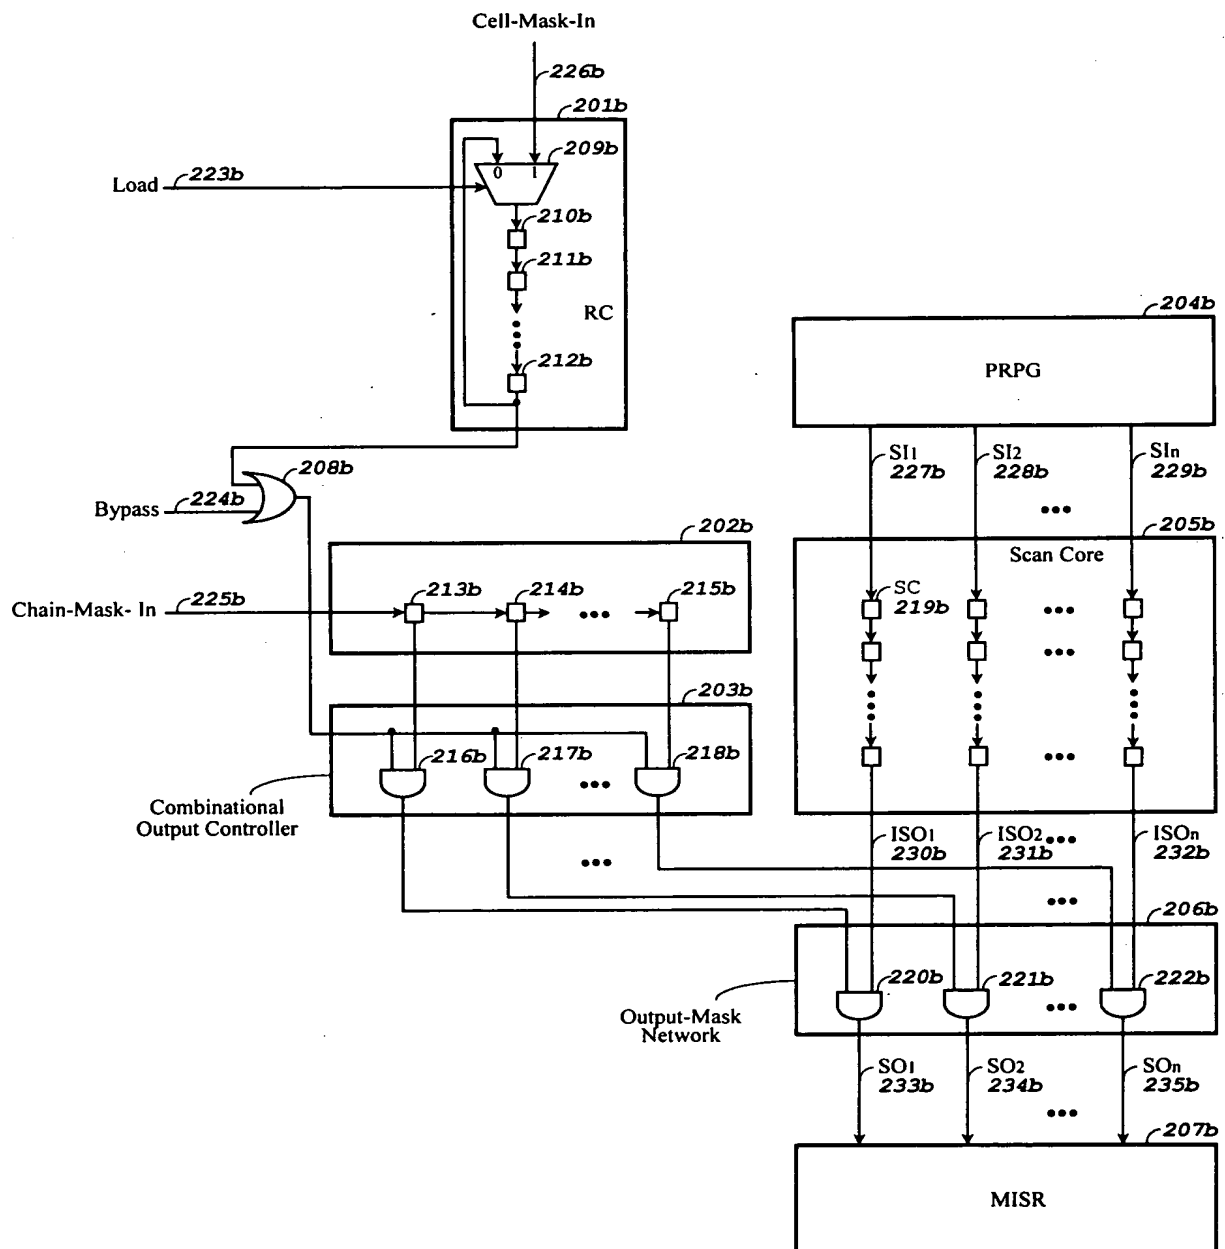 Cell-Mask-In
226b
201b
209b
0 1
Load 223b
210b
211b
RC
212b
204b
PRPG
208b
Bypass 224b
SI1 227b
SI2 228b
SIn 229b
•••
202b
205b
Scan Core
Chain-Mask- In 225b
213b 214b ••• 215b
SC 219b
•••
•••
203b
216b 217b ••• 218b
•••
Combinational
Output Controller
ISO1 230b
ISO2 231b
•••
ISOn 232b
•••
•••
206b
220b 221b ••• 222b
Output-Mask
Network
SO1 233b
SO2 234b
SOn 235b
•••
207b
MISR